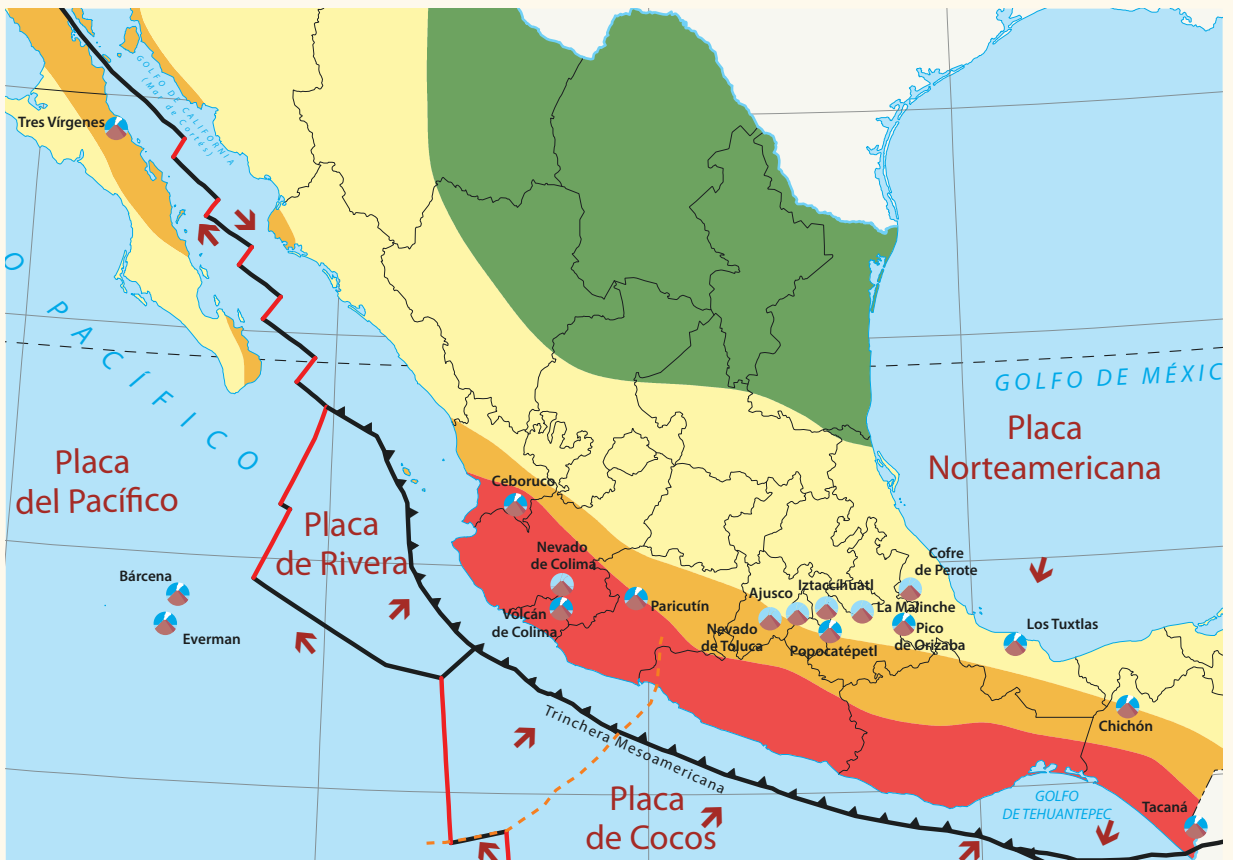 GOLFO DE CALIFORNIA
(Mar de Cortés)
Tres Vírgenes
O PACÍFICO
GOLFO DE MÉXIC
Placa
Norteamericana
Placa
del Pacífico
Ceboruco
Placa
de Rivera
Nevado
de Colima
Cofre
de Perote
Bárcena
Ajusco
Iztaccíhuatl
Paricutín
La Malinche
Volcán
de Colima
Everman
Nevado
de Toluca
Popocatépetl
Pico
de Orizaba
Los Tuxtlas
Chichón
Trinchera Mesoamericana
Placa
de Cocos
GOLFO
DE TEHUANTEPEC
Tacaná